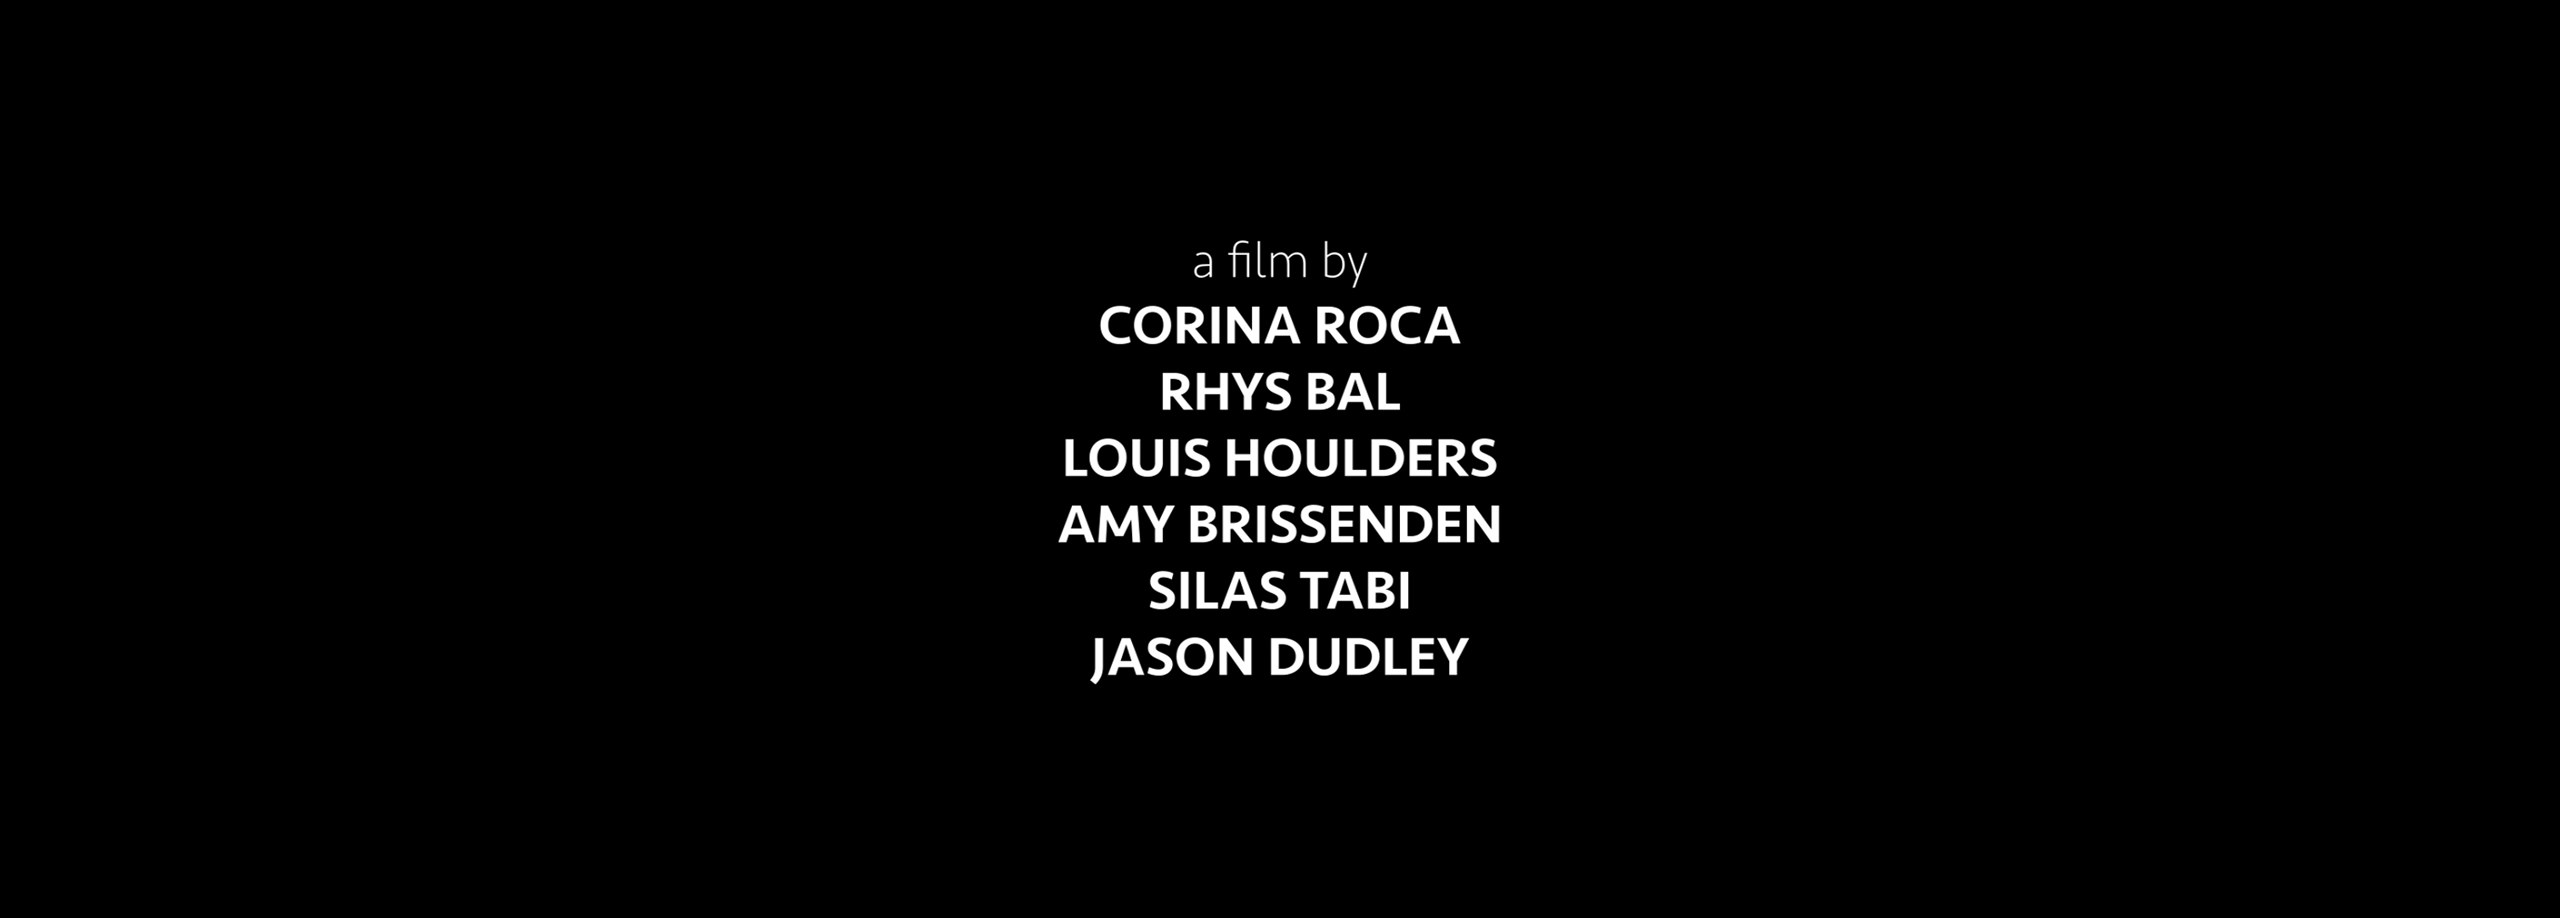 a film by
CORINA ROCA
RHYS BAL
LOUIS HOULDERS
AMY BRISSENDEN
SILAS TABI
JASON DUDLEY